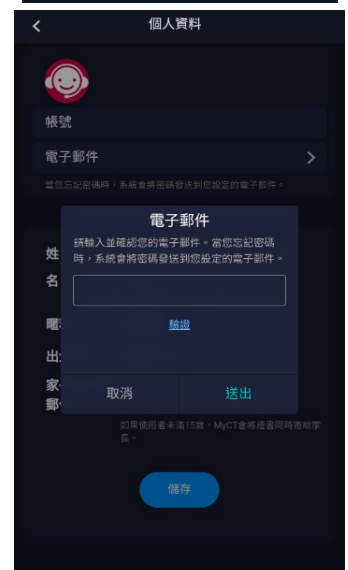 個人資料
帳號
電子郵件
當您忘記密碼時，系統會將密碼發送到您設定的電子郵件。
電子郵件
請輸入並確認您的電子郵件。當您忘記密碼
時，系統會將密碼發送到您設定的電子郵件。
姓
名
驗證
暱
出
家
郵
取消
送出
如果使用者未滿15歲，MyCT會將證書同時寄給家
長。
儲存